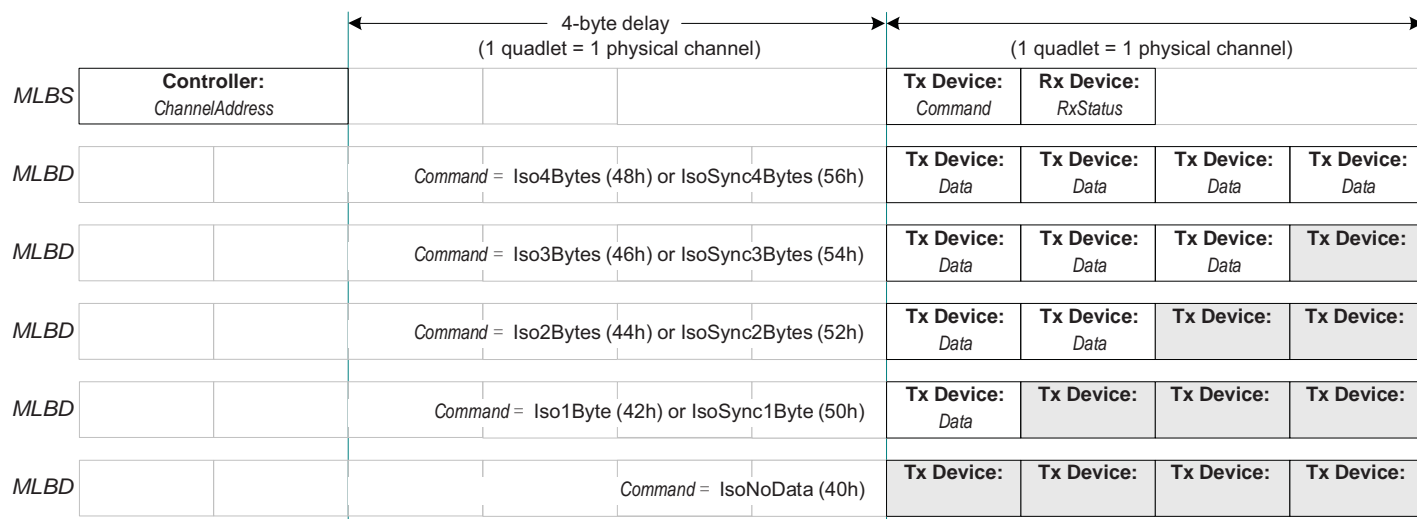 4-byte delay
(1 quadlet = 1 physical channel)
(1 quadlet = 1 physical channel)
MLBS
Controller:
ChannelAddress
Tx Device:
Command
Rx Device:
RxStatus
MLBD
Command = Iso4Bytes (48h) or IsoSync4Bytes (56h)
Tx Device:
Data
Tx Device:
Data
Tx Device:
Data
Tx Device:
Data
MLBD
Command = Iso3Bytes (46h) or IsoSync3Bytes (54h)
Tx Device:
Data
Tx Device:
Data
Tx Device:
Data
Tx Device:
MLBD
Command = Iso2Bytes (44h) or IsoSync2Bytes (52h)
Tx Device:
Data
Tx Device:
Data
Tx Device:
Tx Device:
MLBD
Command = Iso1Byte (42h) or IsoSync1Byte (50h)
Tx Device:
Data
Tx Device:
Tx Device:
Tx Device:
MLBD
Command = IsoNoData (40h)
Tx Device:
Tx Device:
Tx Device:
Tx Device: